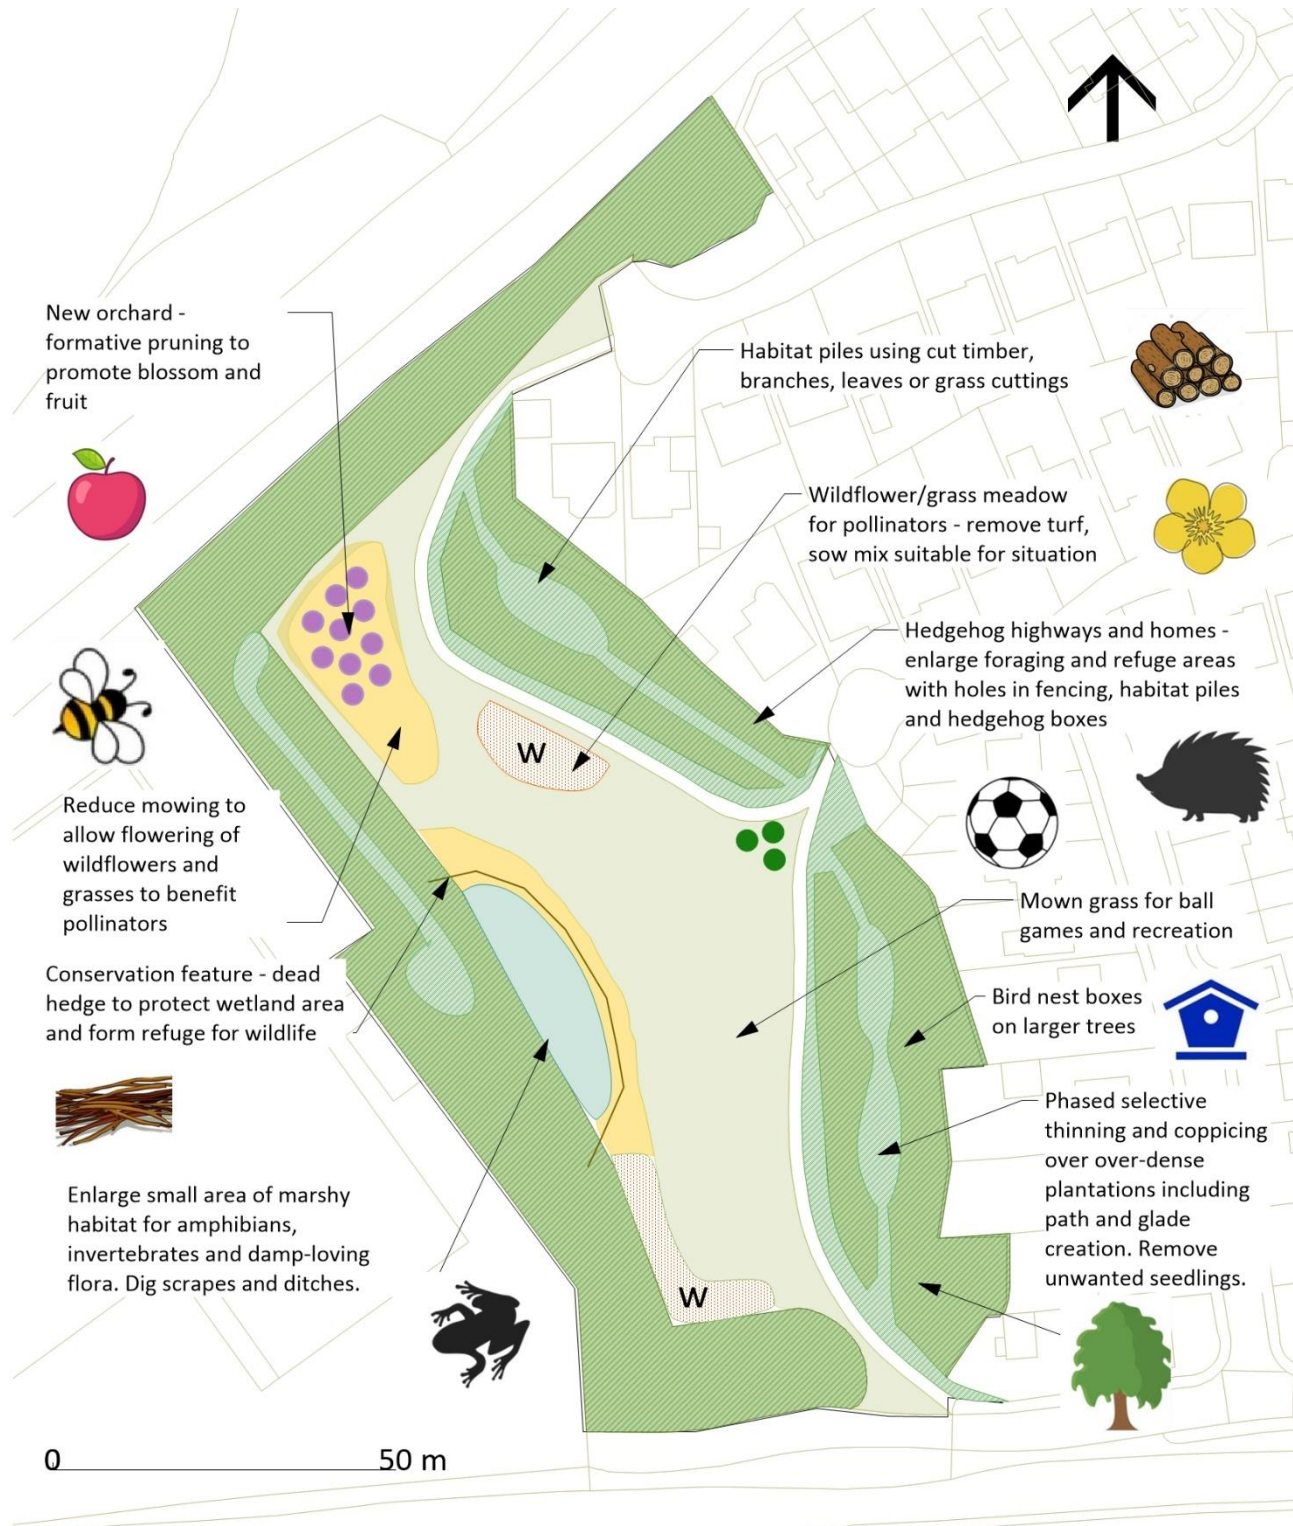 New orchard -
formative pruning to
promote blossom and
fruit
Habitat piles using cut timber,
branches, leaves or grass cuttings
Wildflower/grass meadow
for pollinators - remove turf,
sow mix suitable for situation
Hedgehog highways and homes -
enlarge foraging and refuge areas
with holes in fencing, habitat piles
and hedgehog boxes
W
Reduce mowing to
allow flowering of
wildflowers and
grasses to benefit
pollinators
Mown grass for ball
games and recreation
Conservation feature - dead
hedge to protect wetland area
and form refuge for wildlife
Bird nest boxes
on larger trees
Phased selective
thinning and coppicing
over over-dense
plantations including
path and glade
creation. Remove
unwanted seedlings.
Enlarge small area of marshy
habitat for amphibians,
invertebrates and damp-loving
flora. Dig scrapes and ditches.
W
0 50 m